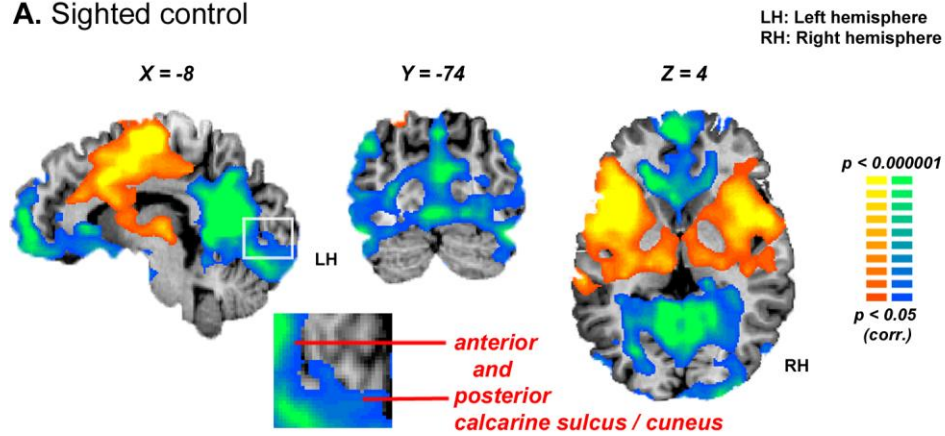 A. Sighted control
LH: Left hemisphere
RH: Right hemisphere
X = -8
Y = -74
Z = 4
p < 0.000001
LH
p < 0.05
(corr.)
RH
anterior
and
posterior
calcarine sulcus / cuneus